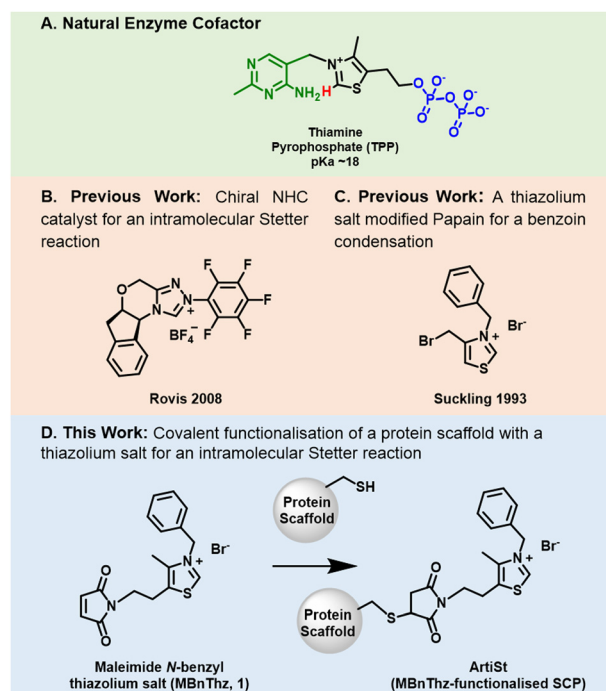 A. Natural Enzyme Cofactor
N
N
NH2
H
N+
S
O
P
O
O-
O
P
O-
O-
O
Thiamine
Pyrophosphate (TPP)
pKa ~18
B. Previous Work: Chiral NHC
catalyst for an intramolecular Stetter
reaction
O
N
N
N
+
BF4-
F
F
F
F
F
Rovis 2008
C. Previous Work: A thiazolium
salt modified Papain for a benzoin
condensation
Br
N
+
S
Br-
Suckling 1993
D. This Work: Covalent functionalisation of a protein scaffold with a
thiazolium salt for an intramolecular Stetter reaction
O
N
O
N
+
S
Br-
Maleimide N-benzyl
thiazolium salt (MBnThz, 1)
SH
Protein
Scaffold
Protein
Scaffold
S
O
N
O
N
+
S
Br-
ArtiSt
(MBnThz-functionalised SCP)